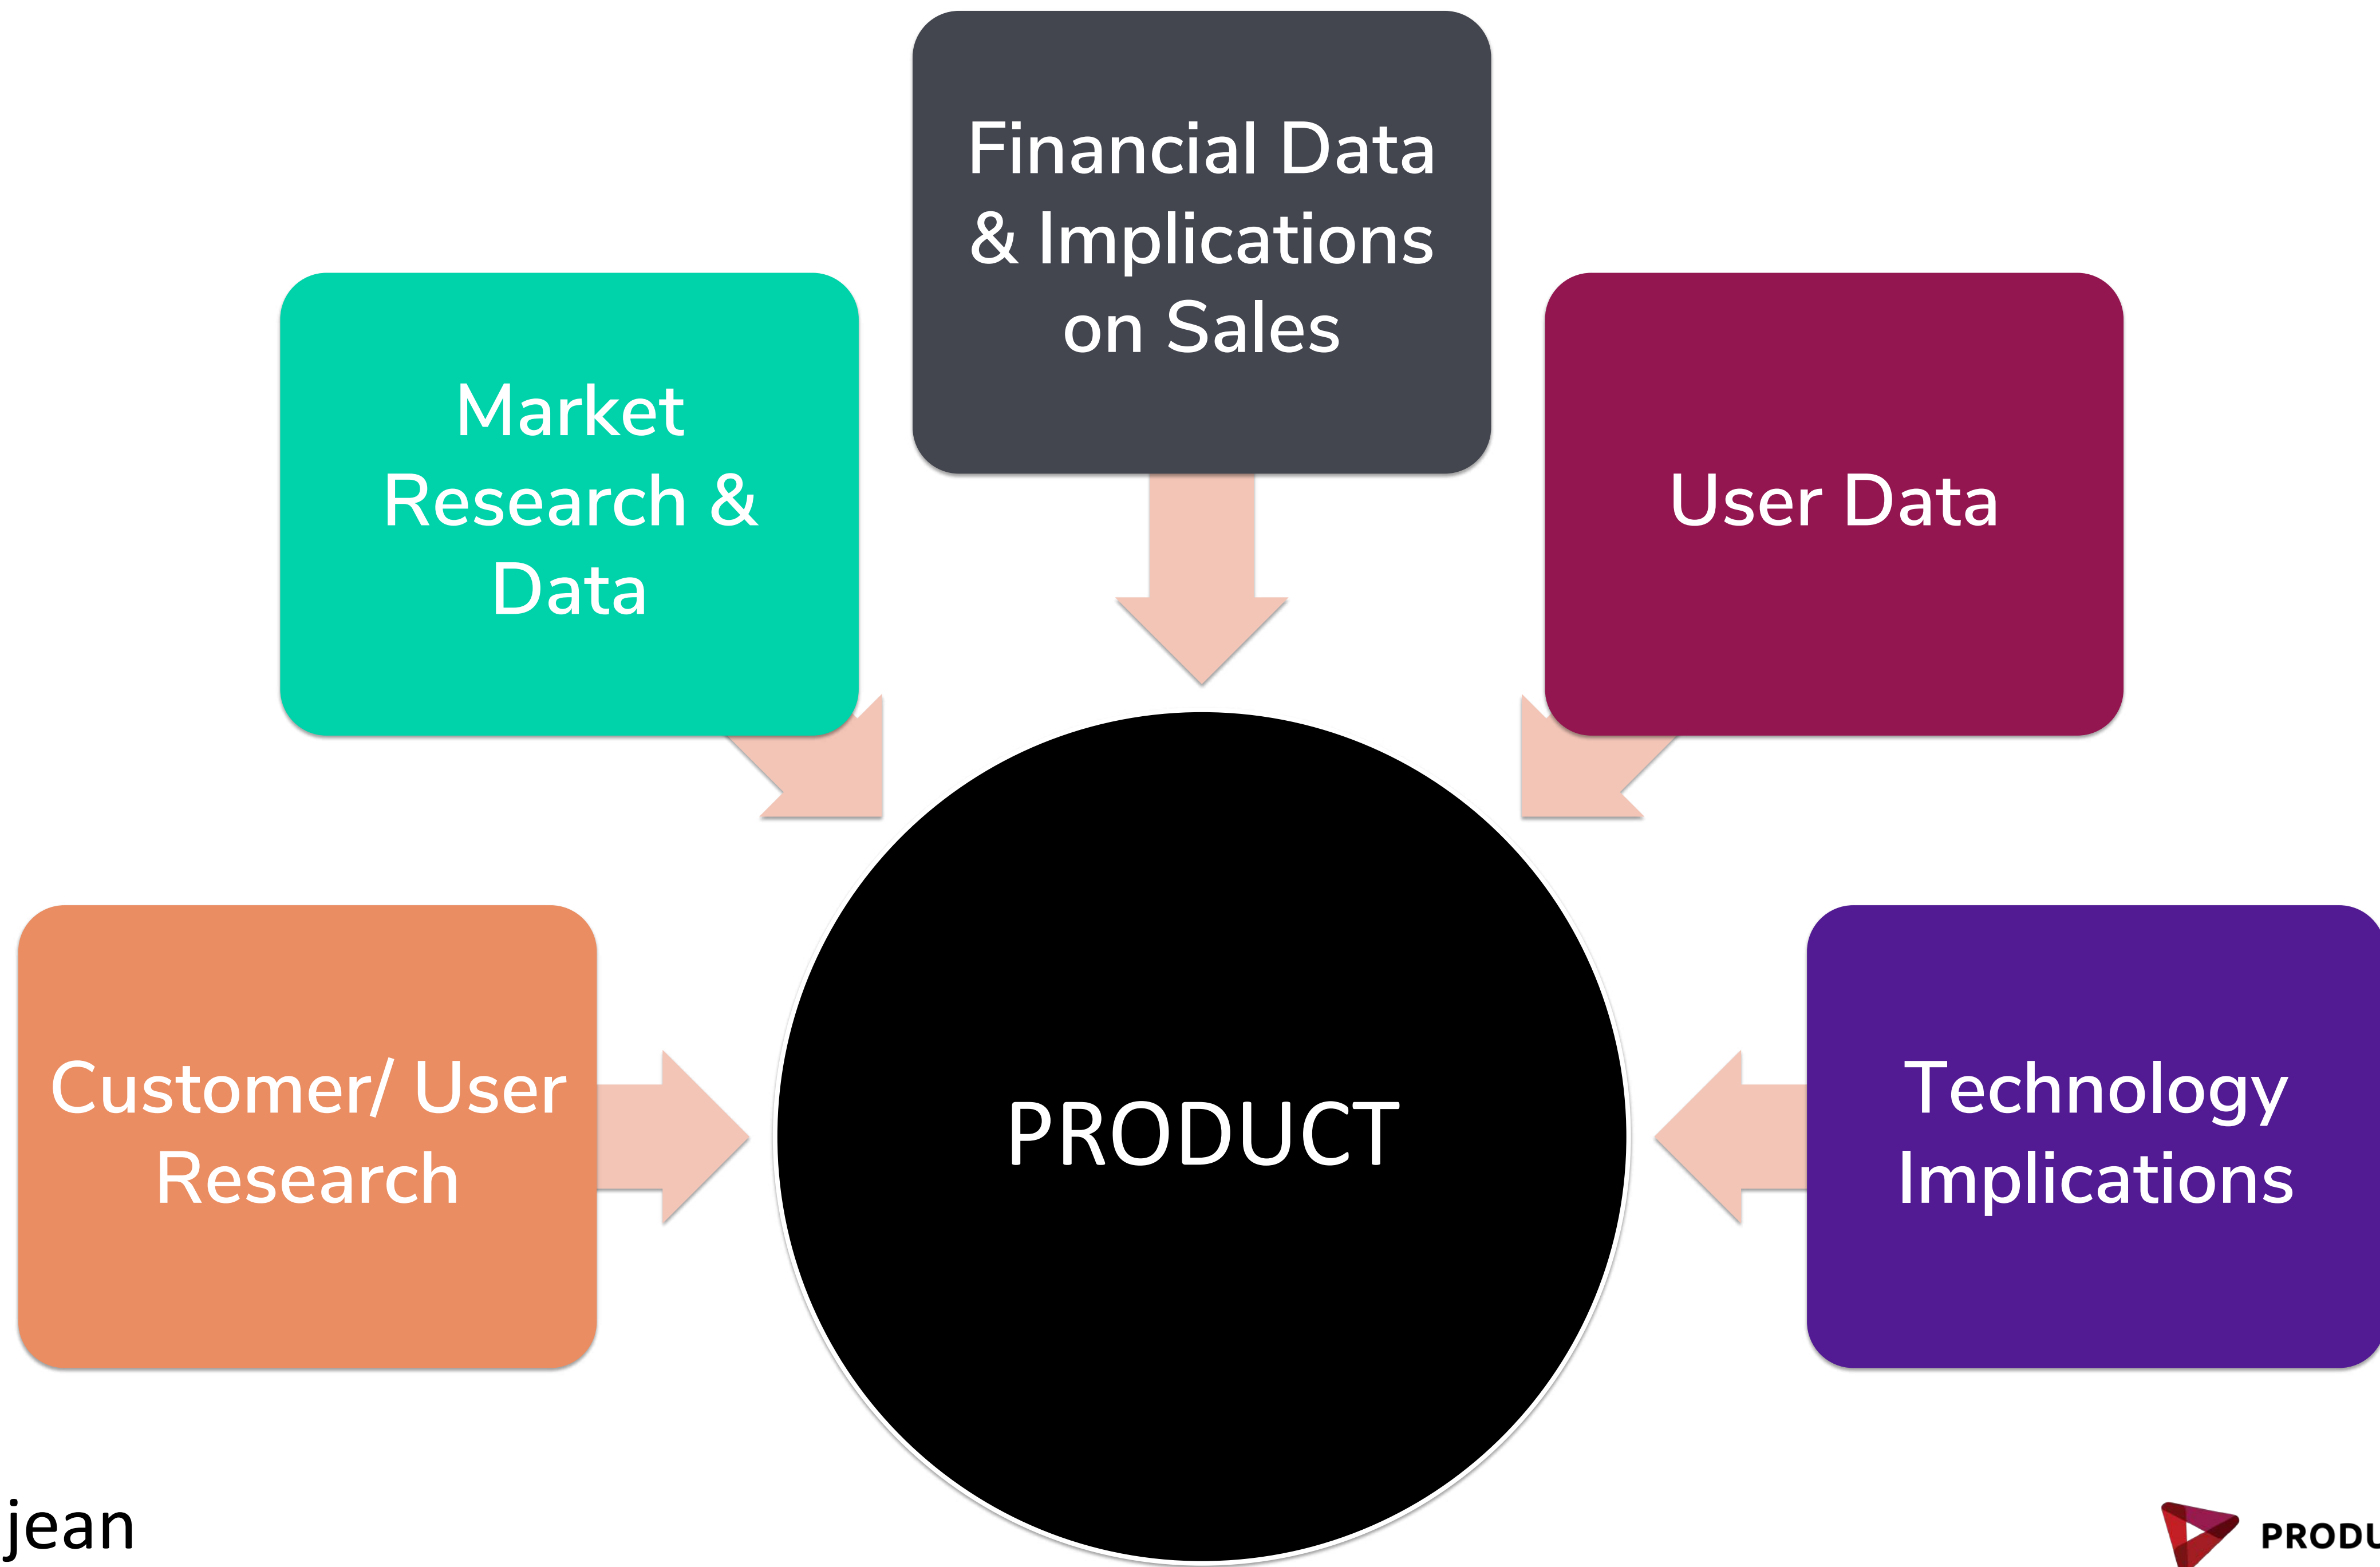 Financial Data
& Implications
on Sales
Market
Research &
Data
User Data
Customer/ User
Research
PRODUCT
Technology
Implications
jean
PRODU